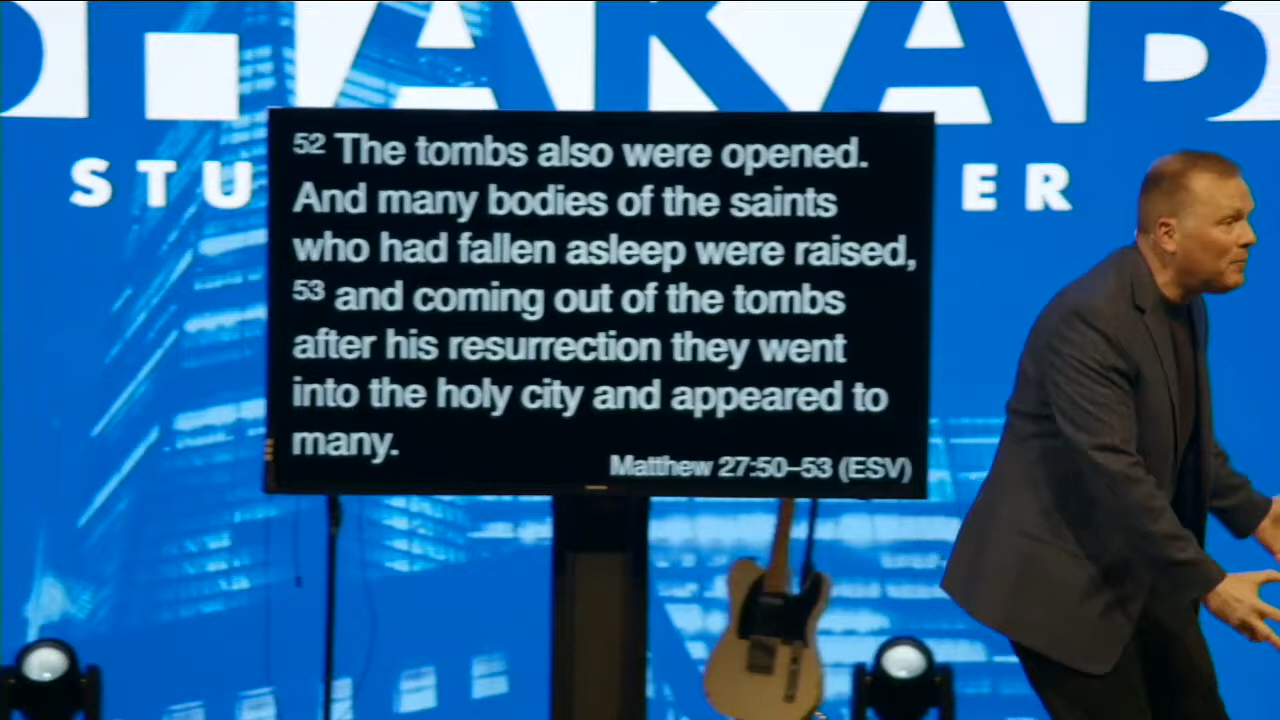 52 The tombs also were opened.
And many bodies of the saints
who had fallen asleep were raised,
53 and coming out of the tombs
after his resurrection they went
into the holy city and appeared to
many.
Matthew 27:50–53 (ESV)